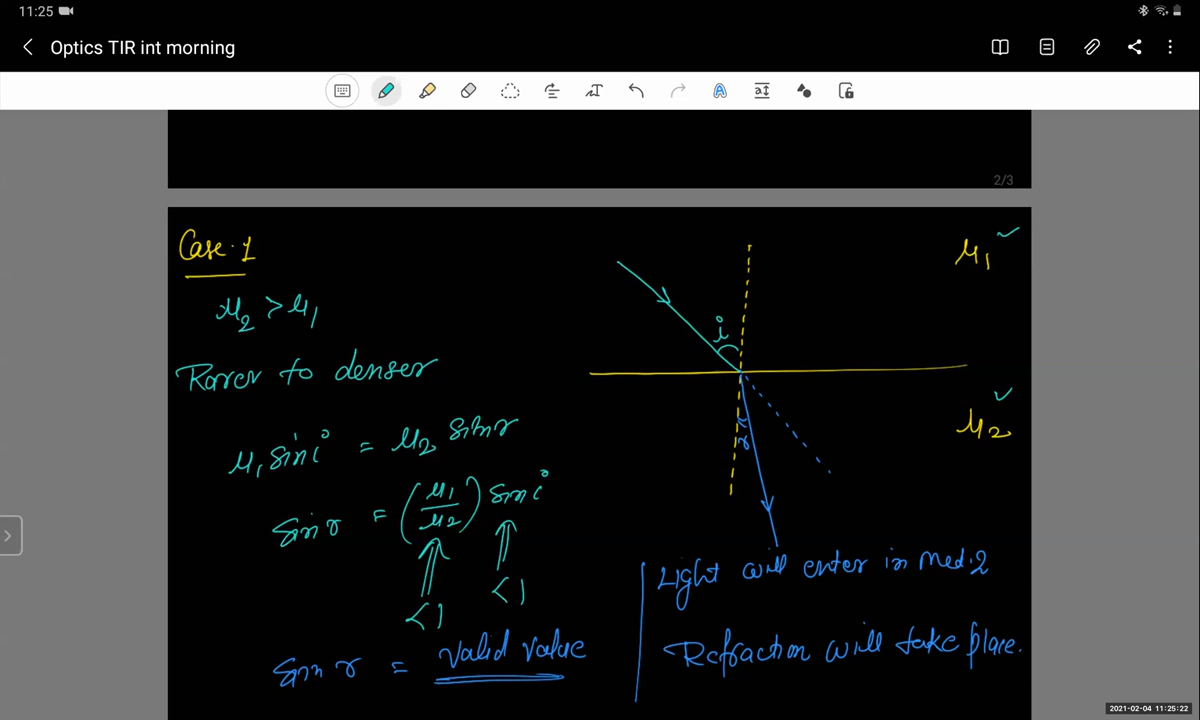 11:25
Optics TIR int morning
2/3
Case-1
μ₂ > μ₁
Rarer to denser
μ₁ sin i = μ₂ sin r
sin r = (μ₁/μ₂) sin i
<1 <1
sin r = valid value
i
r
μ₁ ✓
μ₂ ✓
Light will enter in Med. 2
Refraction will take place.
2021-02-04 11:25:22